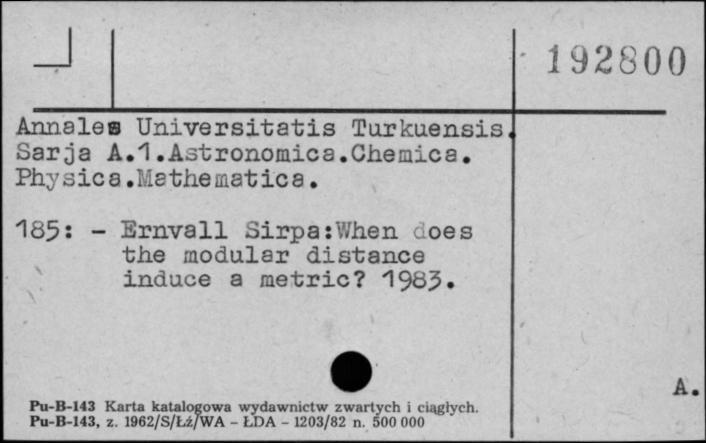 192800
Annales Universitatis Turkuensis.
Sarja A.1.Astronomica.Chemica.
Physica.Mathematica.
185: - Ernvall Sirpa:When does
the modular distance
induce a metric? 1983.
A.
Pu-B-143 Karta katalogowa wydawnictw zwartych i ciągłych.
Pu-B-143, z. 1962/S/Łź/WA - ŁDA - 1203/82 n. 500 000